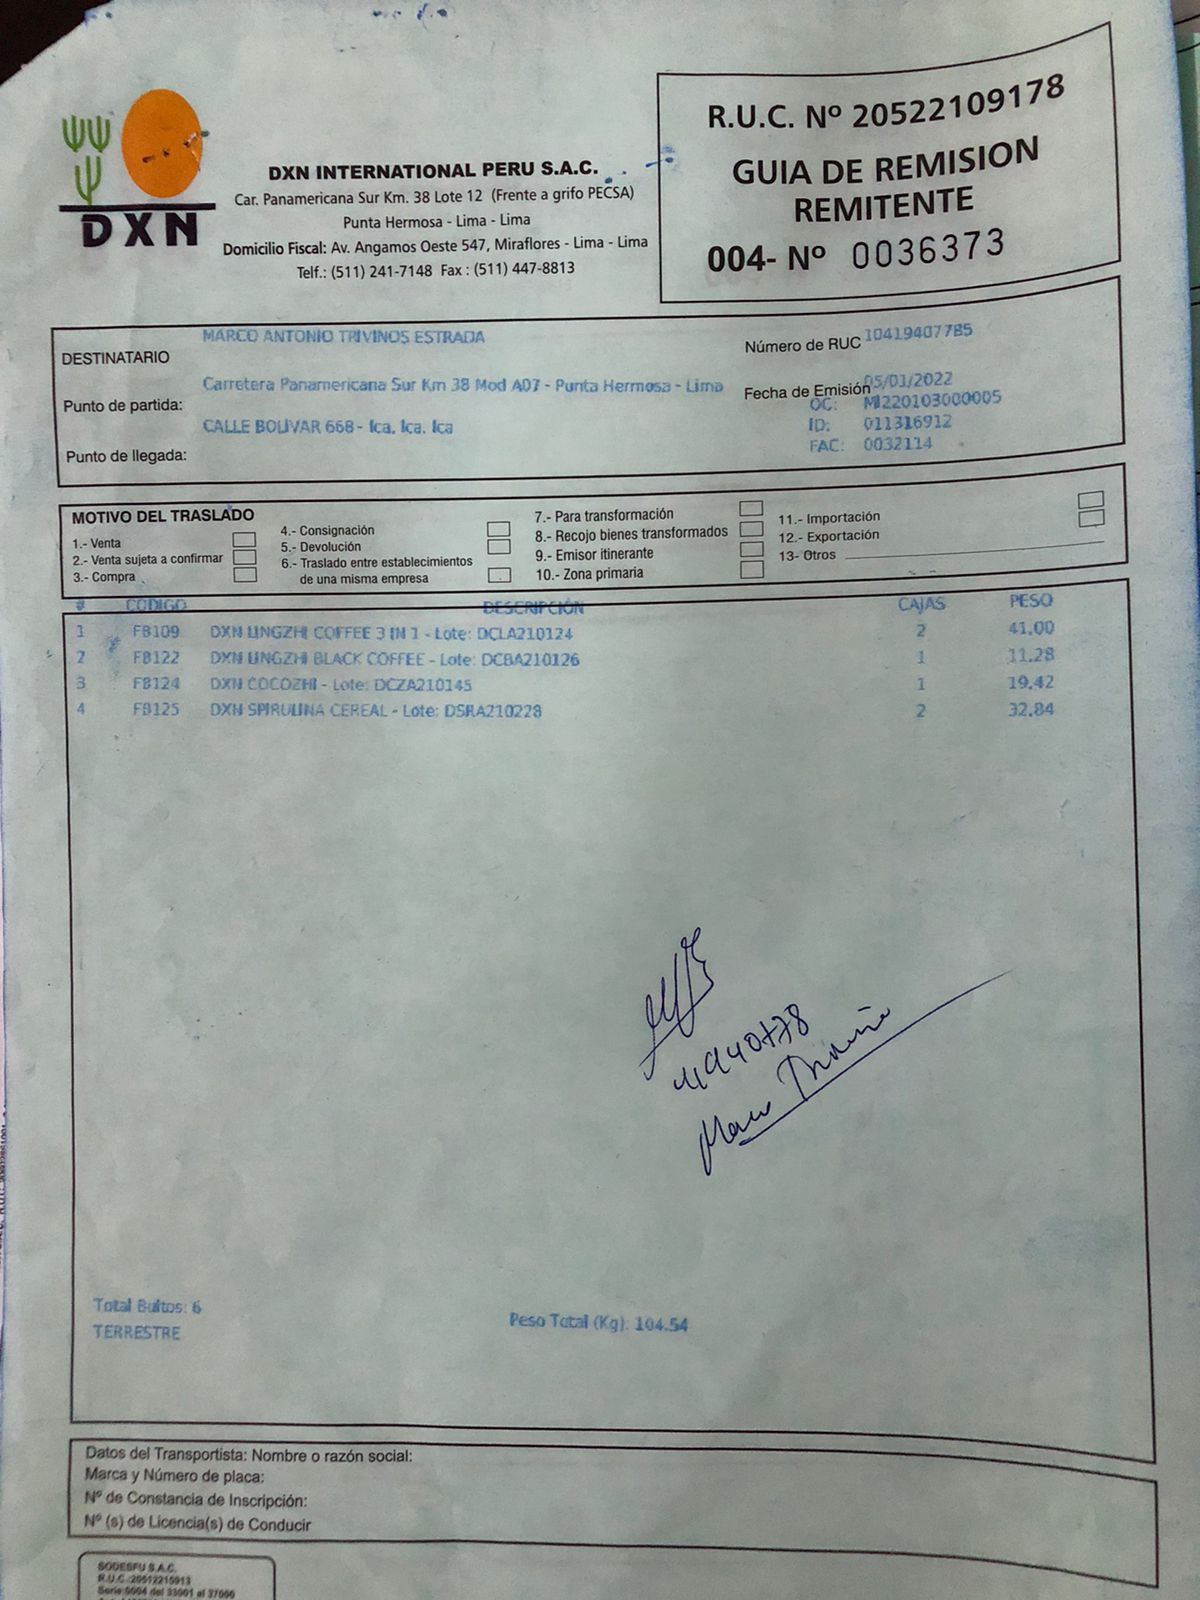 DXN
DXN INTERNATIONAL PERU S.A.C.
Car. Panamericana Sur Km. 38 Lote 12 (Frente a grifo PECSA)
Punta Hermosa - Lima - Lima
Domicilio Fiscal: Av. Angamos Oeste 547, Miraflores - Lima - Lima
Telf.: (511) 241-7148 Fax : (511) 447-8813
R.U.C. Nº 20522109178
GUIA DE REMISION
REMITENTE
004- Nº 0036373
DESTINATARIO MARCO ANTONIO TRIVINOS ESTRADA
Número de RUC 10419407785
Punto de partida: Carretera Panamericana Sur Km 38 Mod A07 - Punta Hermosa - Lima
Fecha de Emisión 05/01/2022
OC: MI220103000005
Punto de llegada: CALLE BOLIVAR 668 - Ica. Ica. Ica
ID: 011316912
FAC: 0032114
MOTIVO DEL TRASLADO
1.- Venta
2.- Venta sujeta a confirmar
3.- Compra
4.- Consignación
5.- Devolución
6.- Traslado entre establecimientos
de una misma empresa
7.- Para transformación
8.- Recojo bienes transformados
9.- Emisor itinerante
10.- Zona primaria
11.- Importación
12.- Exportación
13- Otros
# CODIGO DESCRIPCIÓN CAJAS PESO
1 FB109 DXN LINGZHI COFFEE 3 IN 1 - Lote: DCLA210124 2 41.00
2 FB122 DXN LINGZHI BLACK COFFEE - Lote: DCBA210126 1 11.28
3 FB124 DXN COCOZHI - Lote: DCZA210145 1 19.42
4 FB125 DXN SPIRULINA CEREAL - Lote: DSRA210228 2 32.84
Total Bultos: 6
Peso Total (Kg): 104.54
TERRESTRE
Datos del Transportista: Nombre o razón social:
Marca y Número de placa:
Nº de Constancia de Inscripción:
Nº (s) de Licencia(s) de Conducir
SODESFU S.A.C.
R.U.C.:20512215913
Serie:0004 del 33001 al 37000